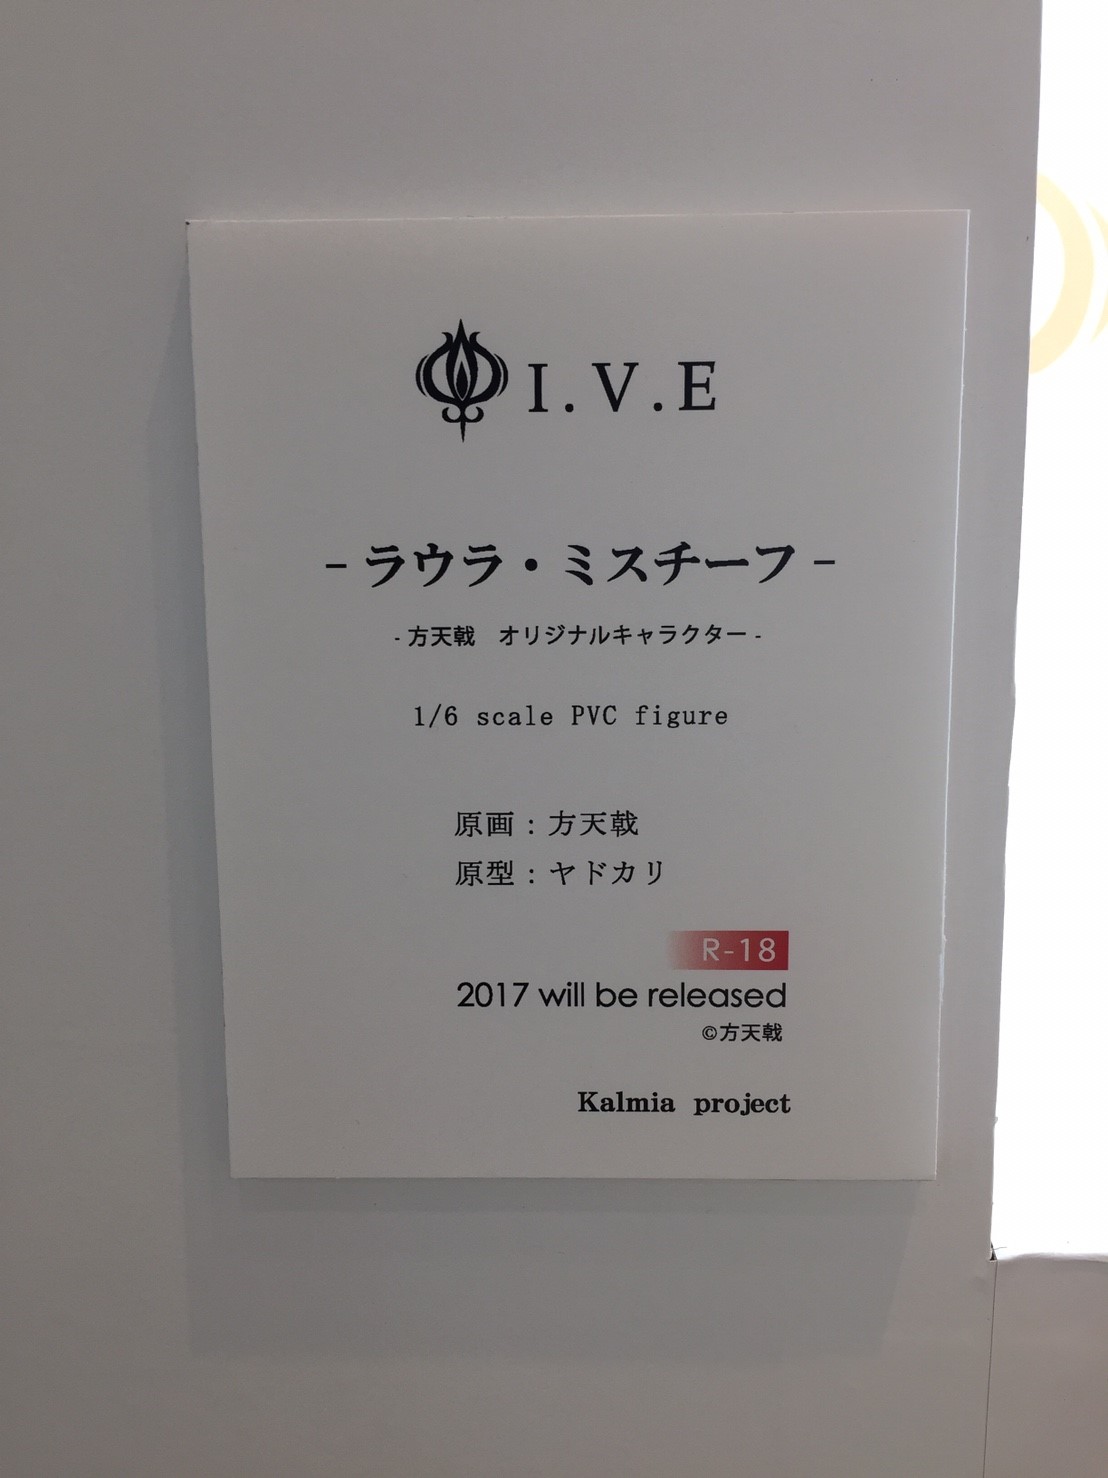 I.V.E
-ラウラ・ミスチーフ-
-方天戟　オリジナルキャラクター-
1/6 scale PVC figure
原画：方天戟
原型：ヤドカリ
R-18
2017 will be released
©方天戟
Kalmia project